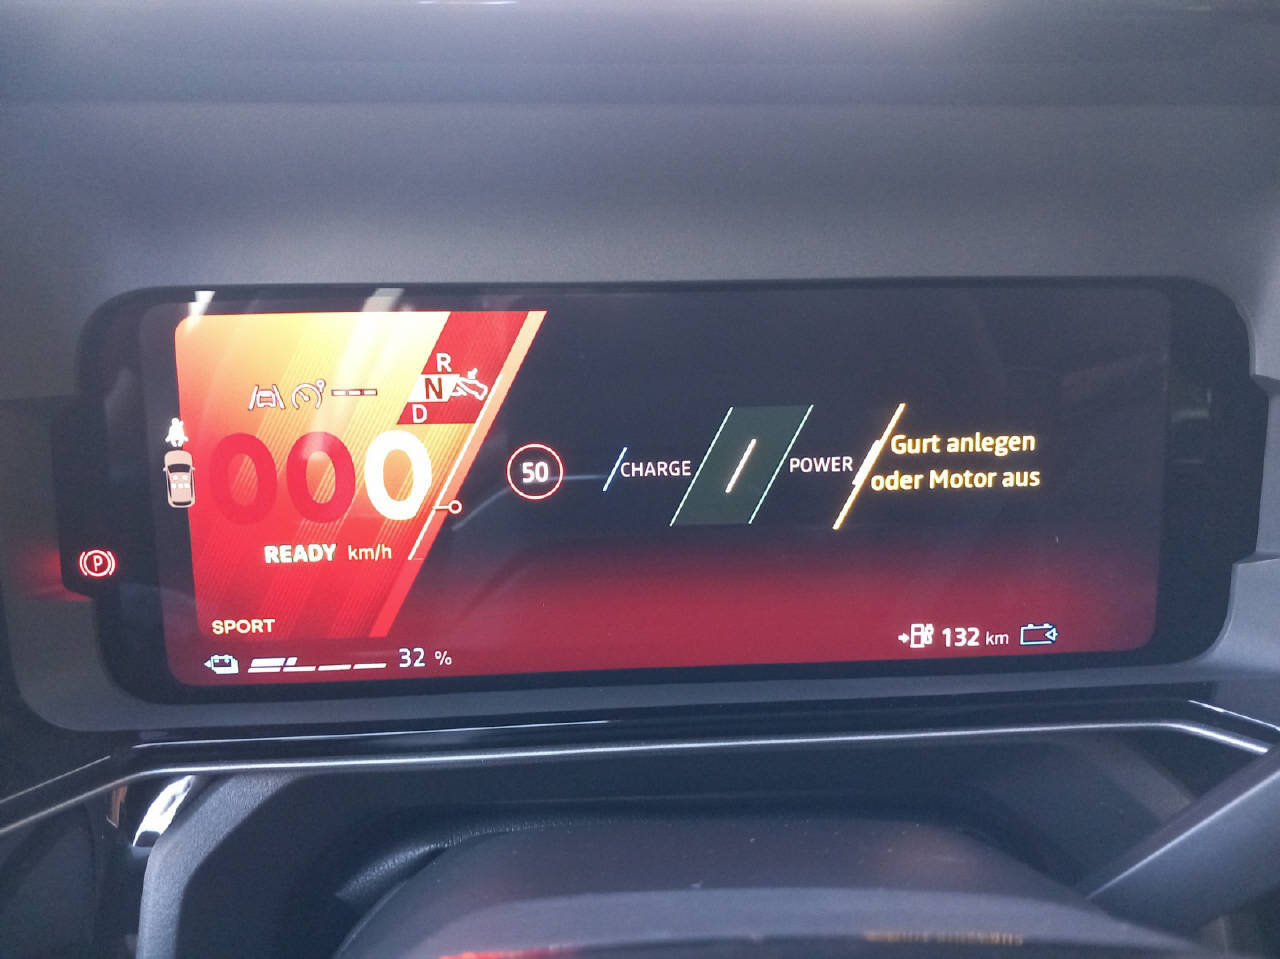 R
N
D
000
READY km/h
50
CHARGE
POWER
Gurt anlegen
oder Motor aus
P
SPORT
32 %
132 km